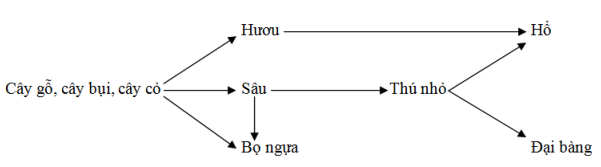 Hươu
Hổ
Cây gỗ, cây bụi, cây cỏ
Sâu
Thú nhỏ
Bọ ngựa
Đại bàng